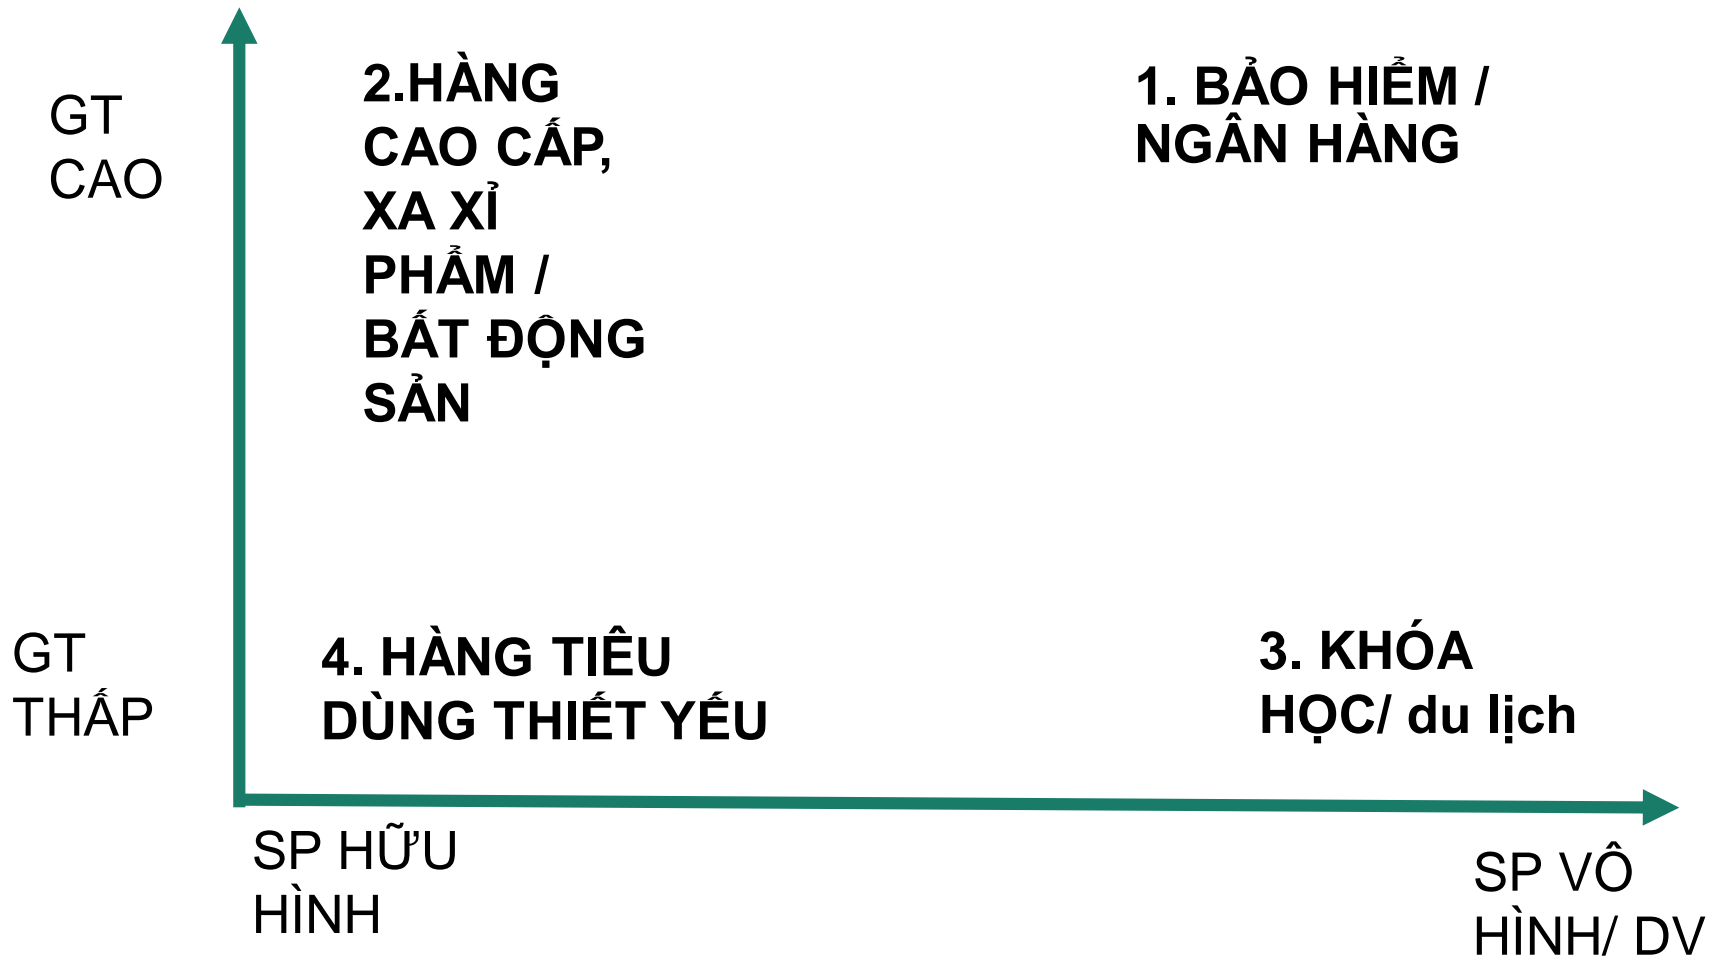 GT
CAO
2.HÀNG
CAO CẤP,
XA XỈ
PHẨM /
BẤT ĐỘNG
SẢN
1. BẢO HIỂM /
NGÂN HÀNG
GT
THẤP
4. HÀNG TIÊU
DÙNG THIẾT YẾU
3. KHÓA
HỌC/ du lịch
SP HỮU
HÌNH
SP VÔ
HÌNH/ DV